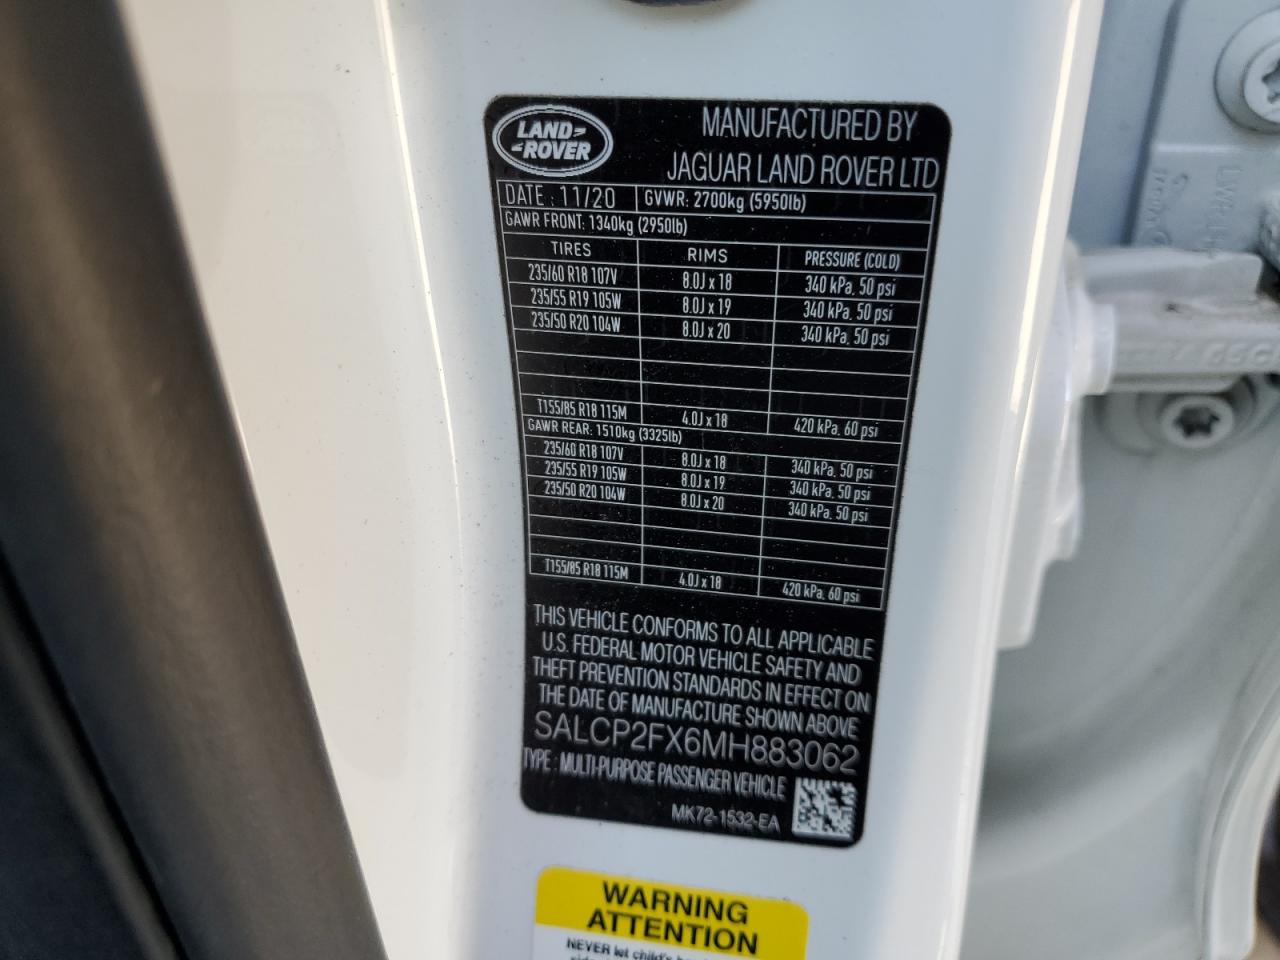 LAND
ROVER
MANUFACTURED BY
JAGUAR LAND ROVER LTD
DATE : 11/20 GVWR: 2700kg (5950lb)
GAWR FRONT: 1340kg (2950lb)
TIRES RIMS PRESSURE (COLD)
235/60 R18 107V 8.0J x 18 340 kPa, 50 psi
235/55 R19 105W 8.0J x 19 340 kPa, 50 psi
235/50 R20 104W 8.0J x 20 340 kPa, 50 psi
T155/85 R18 115M 4.0J x 18 420 kPa, 60 psi
GAWR REAR: 1510kg (3325lb)
235/60 R18 107V 8.0J x 18 340 kPa, 50 psi
235/55 R19 105W 8.0J x 19 340 kPa, 50 psi
235/50 R20 104W 8.0J x 20 340 kPa, 50 psi
T155/85 R18 115M 4.0J x 18 420 kPa, 60 psi
THIS VEHICLE CONFORMS TO ALL APPLICABLE
U.S. FEDERAL MOTOR VEHICLE SAFETY AND
THEFT PREVENTION STANDARDS IN EFFECT ON
THE DATE OF MANUFACTURE SHOWN ABOVE
SALCP2FX6MH883062
TYPE : MULTI-PURPOSE PASSENGER VEHICLE
MK72-1532-EA
WARNING
ATTENTION
NEVER let child's